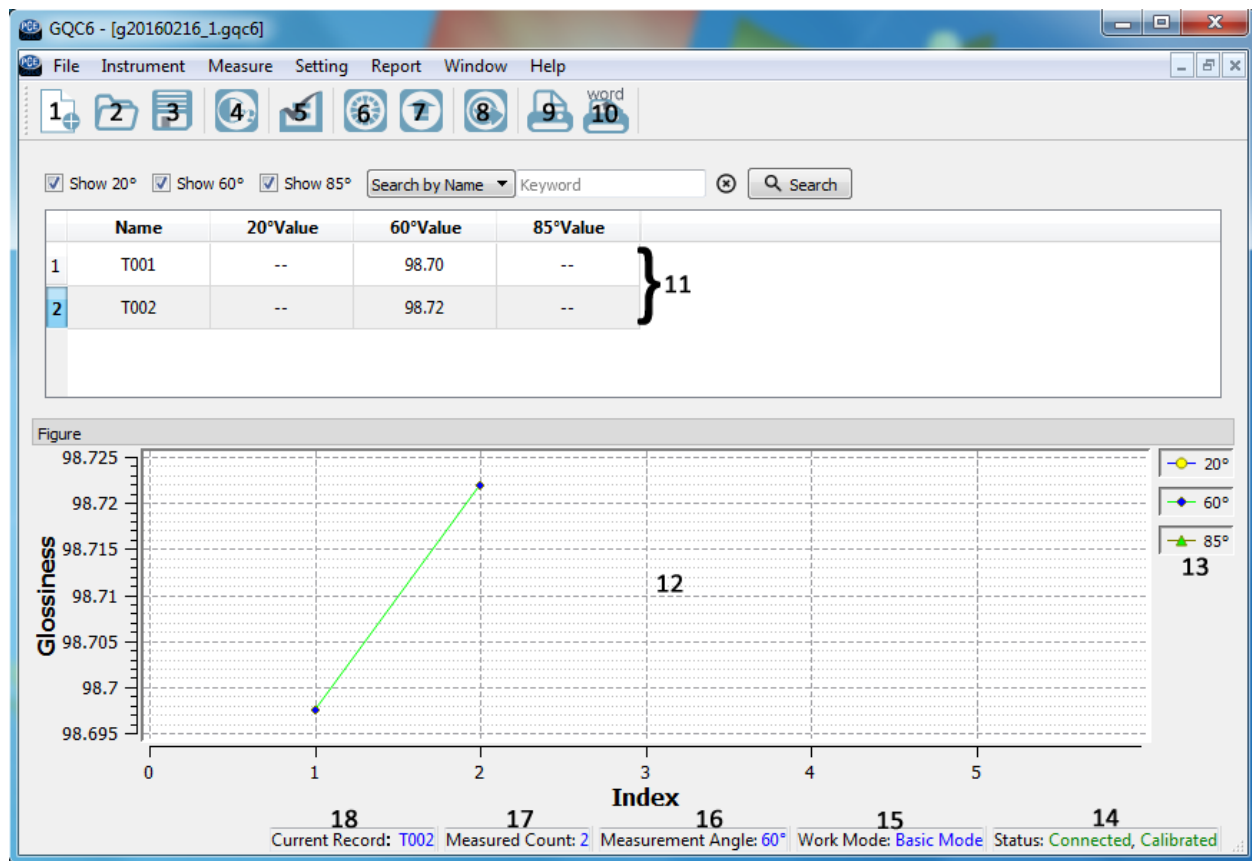 PCE GQC6 - [g20160216_1.gqc6]
PCE File Instrument Measure Setting Report Window Help
word
1 2 3 4 5 6 7 8 9 10
Show 20° Show 60° Show 85° Search by Name Keyword Search
Name 20°Value 60°Value 85°Value
1 T001 -- 98.70 --
2 T002 -- 98.72 --
} 11
Figure
98.725
98.72
98.715
98.71
98.705
98.7
98.695
Glossiness
12
20°
60°
85°
13
0 1 2 3 4 5
Index
18 17 16 15 14
Current Record: T002 Measured Count: 2 Measurement Angle: 60° Work Mode: Basic Mode Status: Connected, Calibrated